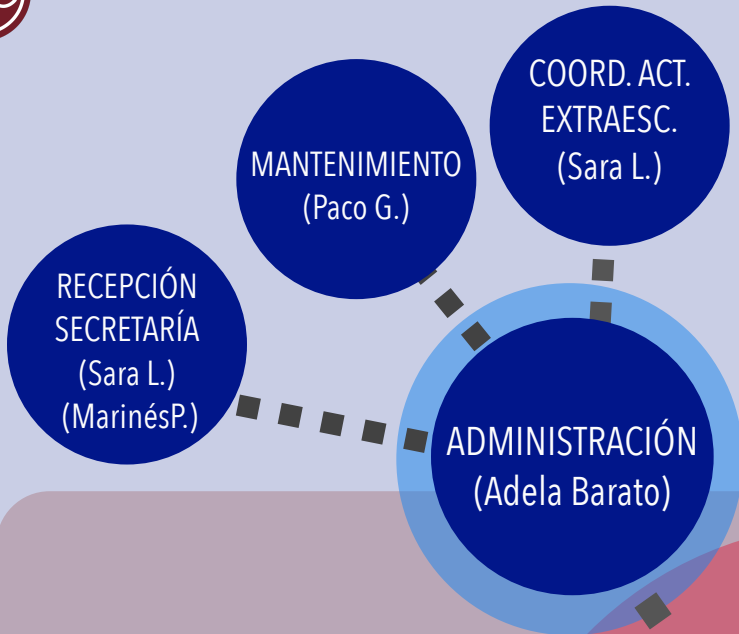 COORD. ACT.
EXTRAESC.
(Sara L.)
MANTENIMIENTO
(Paco G.)
RECEPCIÓN
SECRETARÍA
(Sara L.)
(MarinésP.)
ADMINISTRACIÓN
(Adela Barato)